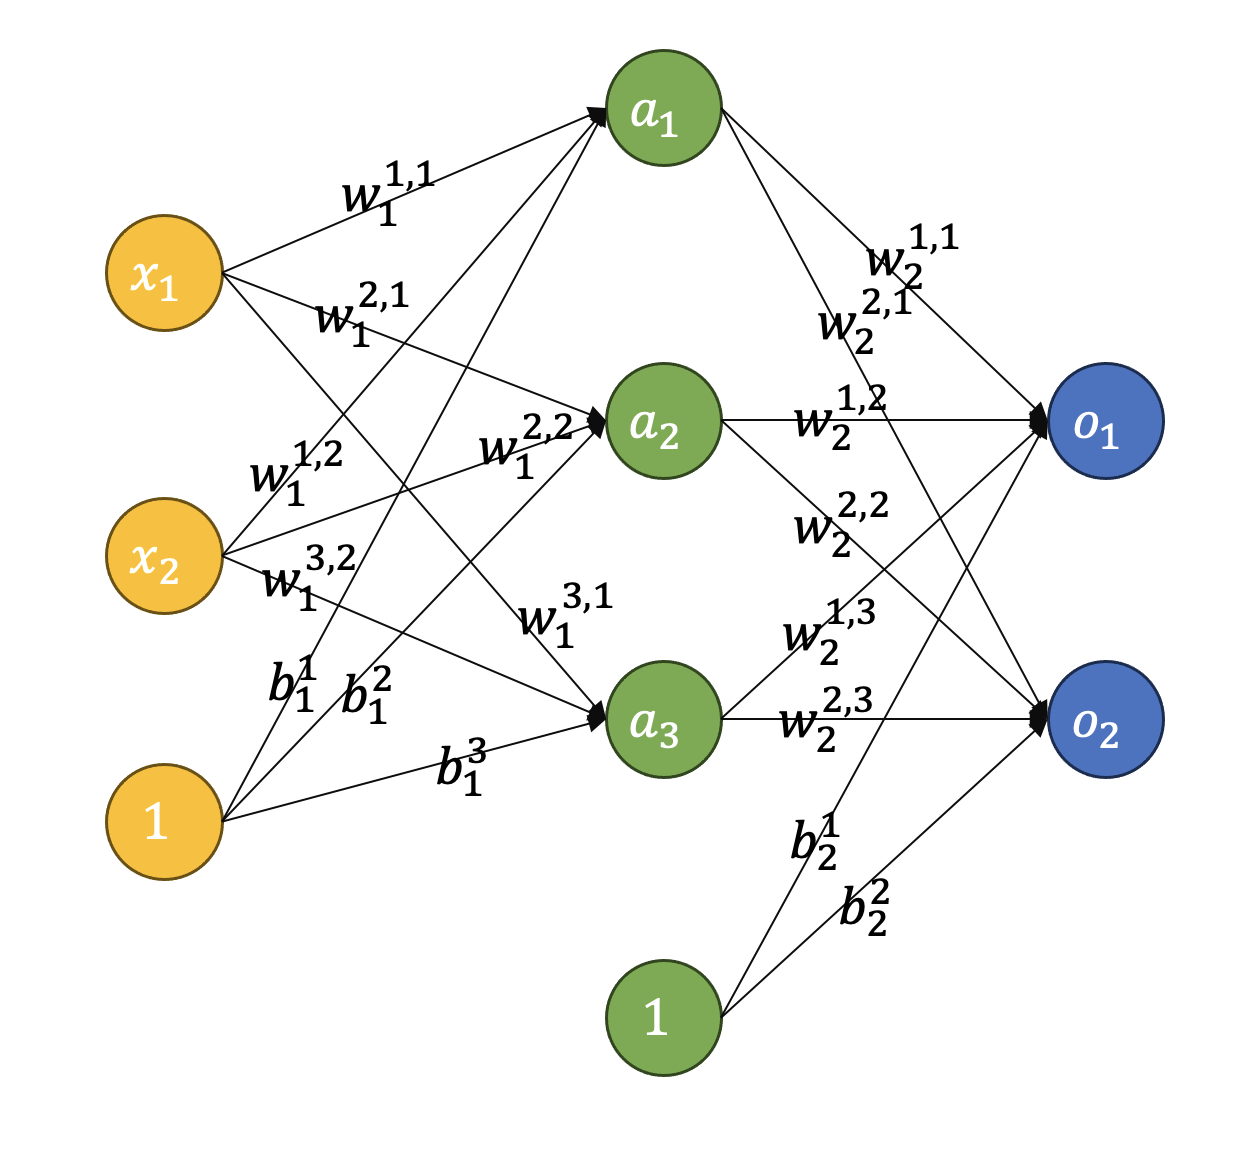 a₁
w₁^{1,1}
w₂^{1,1}
x₁
w₁^{2,1}
w₂^{2,1}
w₂^{1,2}
a₂
o₁
w₁^{2,2}
w₁^{1,2}
w₂^{2,2}
x₂
w₁^{3,2}
w₁^{3,1}
w₂^{1,3}
b₁^1
b₁^2
w₂^{2,3}
a₃
o₂
b₁^3
1
b₂^1
b₂^2
1